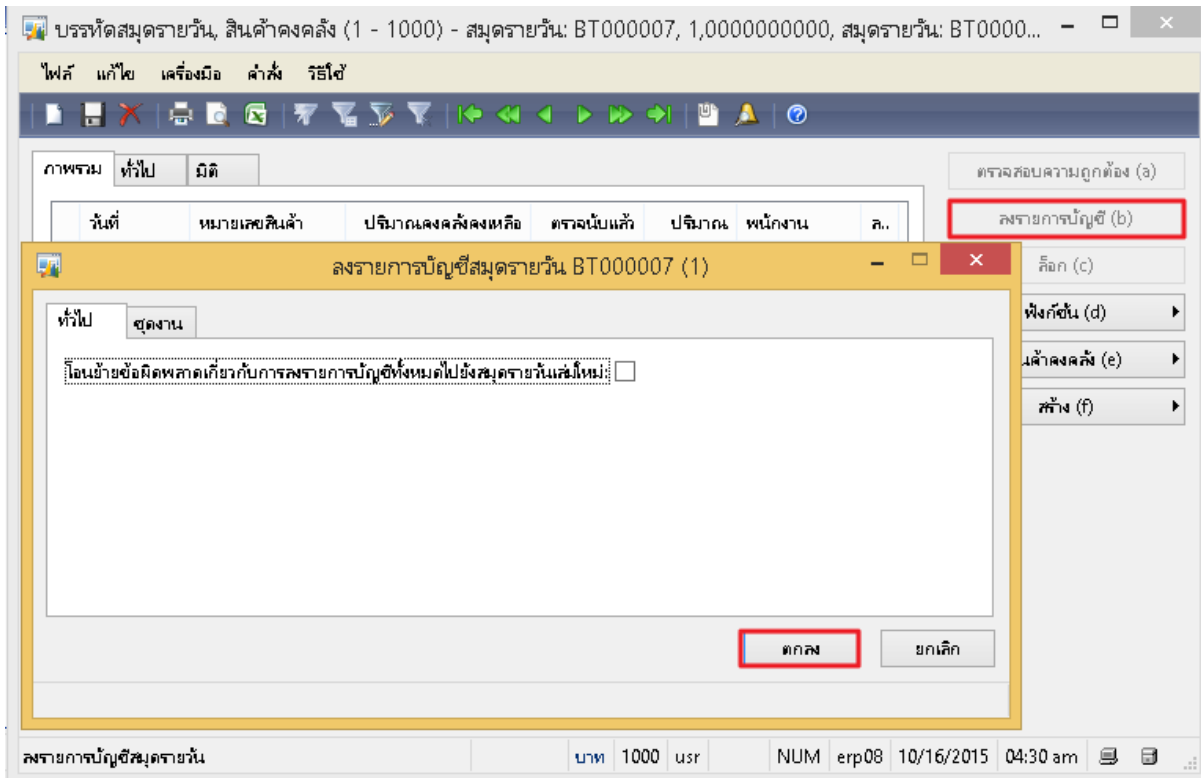 บรรทัดสมุดรายวัน, สินค้าคงคลัง (1 - 1000) - สมุดรายวัน: BT000007, 1,0000000000, สมุดรายวัน: BT0000...
ไฟล์ แก้ไข เครื่องมือ คำสั่ง วิธีใช้
ภาพรวม ทั่วไป มิติ
ตรวจสอบความถูกต้อง (a)
วันที่ หมายเลขสินค้า ปริมาณคงคลังคงเหลือ ตรวจนับแล้ว ปริมาณ พนักงาน ล..
ลงรายการบัญชี (b)
ลงรายการบัญชีสมุดรายวัน BT000007 (1)
ล็อก (c)
ทั่วไป ชุดงาน
ฟังก์ชัน (d)
โอนย้ายข้อผิดพลาดเกี่ยวกับการลงรายการบัญชีทั้งหมดไปยังสมุดรายวันเล่มใหม่:
นค้าคงคลัง (e)
สร้าง (f)
ตกลง ยกเลิก
ลงรายการบัญชีสมุดรายวัน บาท 1000 usr NUM erp08 10/16/2015 04:30 am